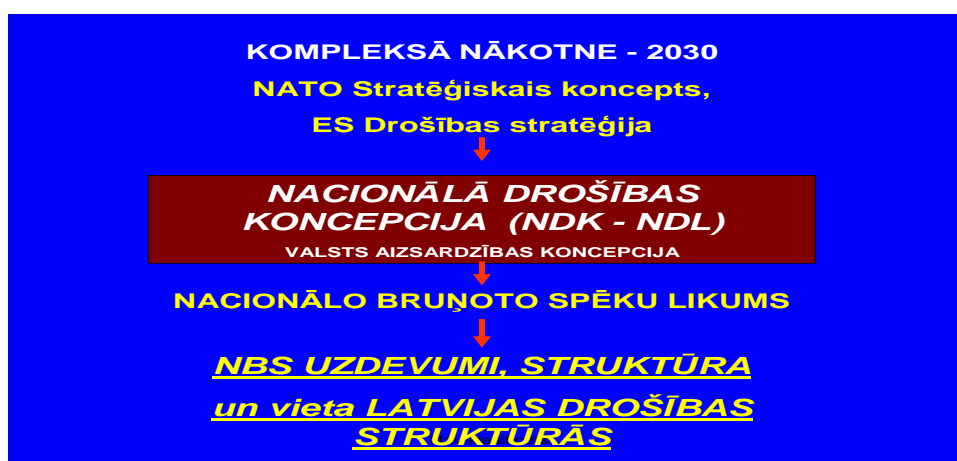 KOMPLEKSĀ NĀKOTNE - 2030
NATO Stratēģiskais koncepts,
ES Drošības stratēģija
NACIONĀLĀ DROŠĪBAS
KONCEPCIJA (NDK - NDL)
VALSTS AIZSARDZĪBAS KONCEPCIJA
NACIONĀLO BRUŅOTO SPĒKU LIKUMS
NBS UZDEVUMI, STRUKTŪRA
un vieta LATVIJAS DROŠĪBAS
STRUKTŪRĀS